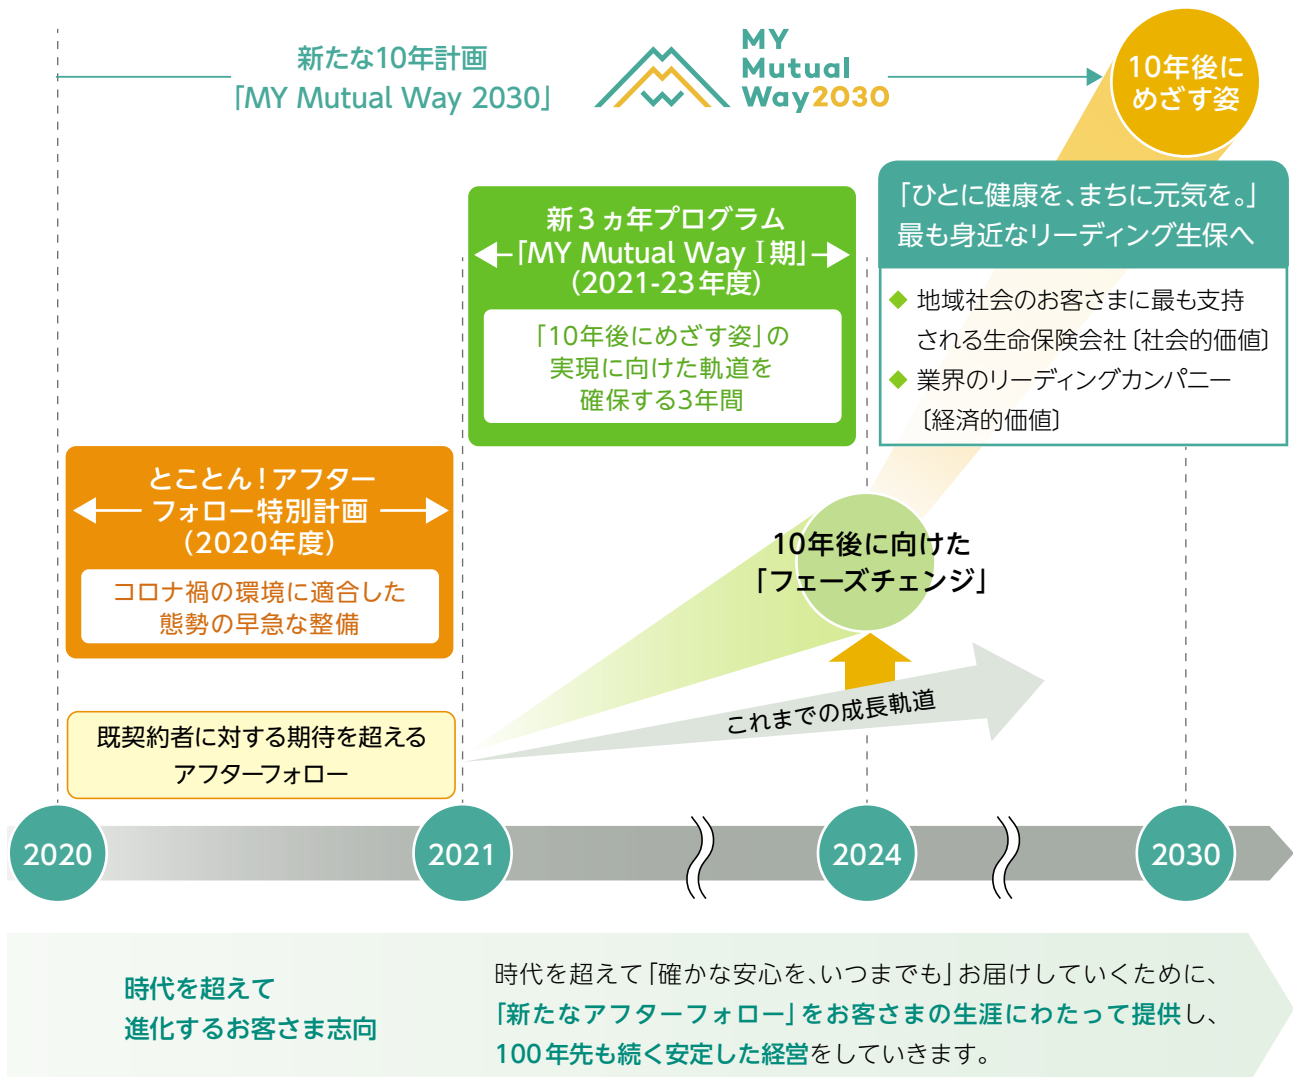 新たな10年計画
「MY Mutual Way 2030」
MY
Mutual
Way2030
10年後に
めざす姿
「ひとに健康を、まちに元気を。」
最も身近なリーディング生保へ
◆ 地域社会のお客さまに最も支持
される生命保険会社〔社会的価値〕
◆ 業界のリーディングカンパニー
〔経済的価値〕
新３ヵ年プログラム
「MY Mutual Way Ⅰ期」
（2021-23年度）
「10年後にめざす姿」の
実現に向けた軌道を
確保する3年間
とことん！アフター
フォロー特別計画
（2020年度）
コロナ禍の環境に適合した
態勢の早急な整備
10年後に向けた
「フェーズチェンジ」
これまでの成長軌道
既契約者に対する期待を超える
アフターフォロー
2020
2021
2024
2030
時代を超えて
進化するお客さま志向
時代を超えて「確かな安心を、いつまでも」お届けしていくために、
「新たなアフターフォロー」をお客さまの生涯にわたって提供し、
100年先も続く安定した経営をしていきます。